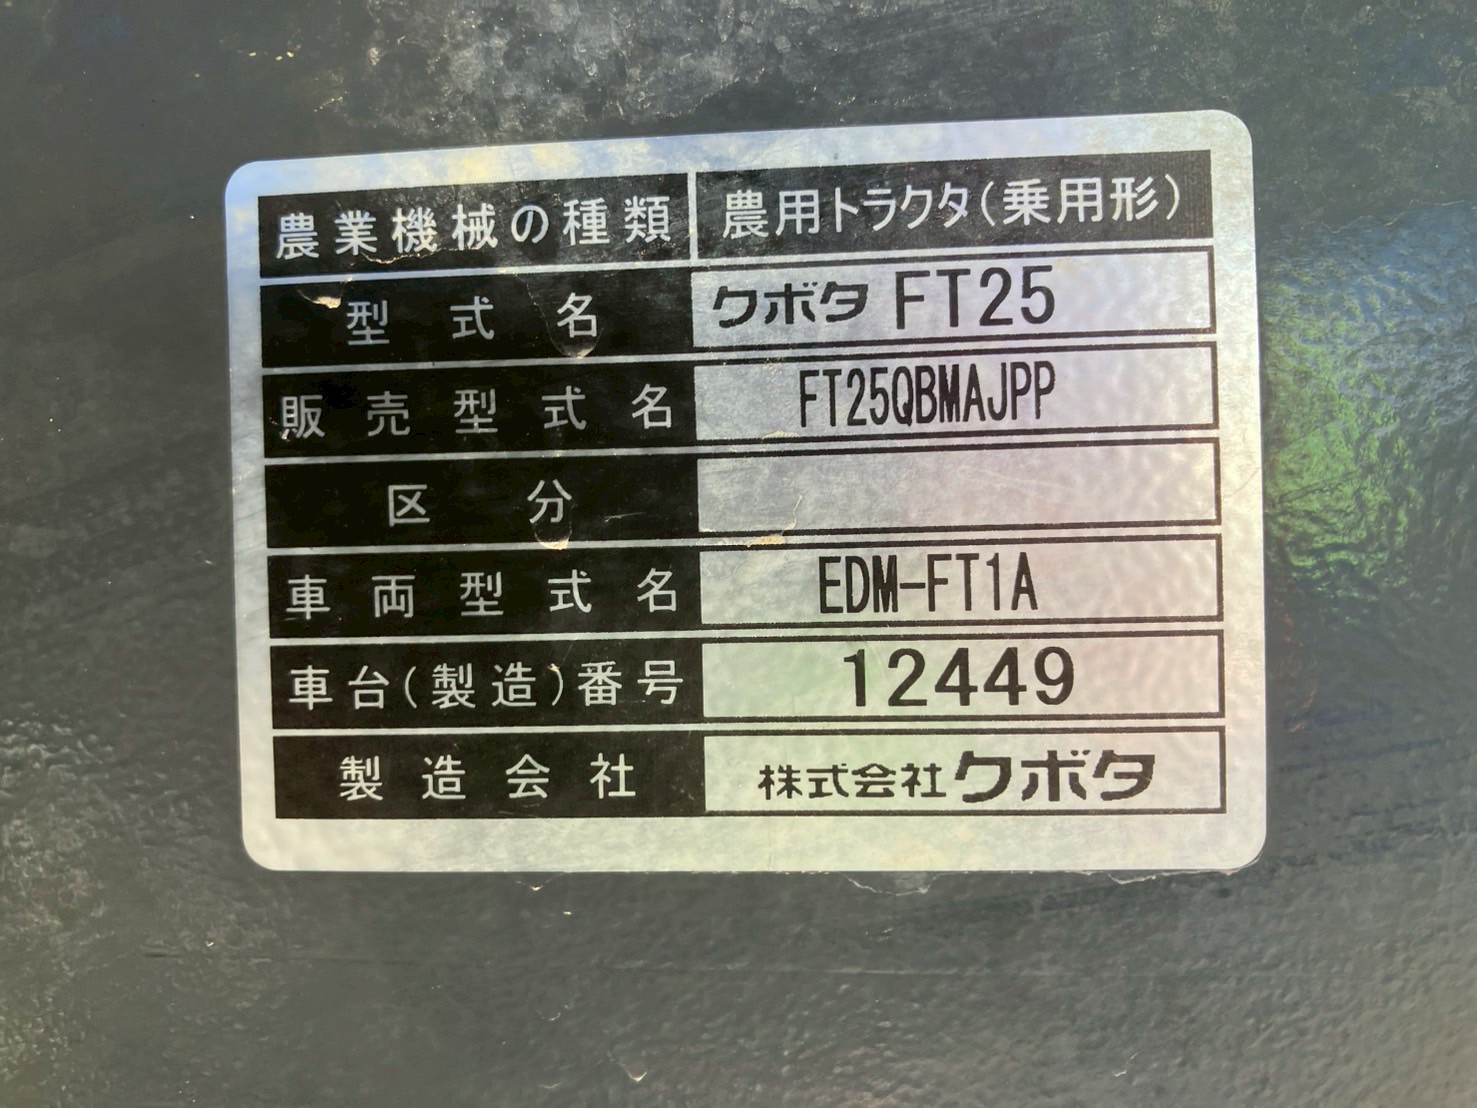 農業機械の種類 農用トラクタ(乗用形)
型式名 クボタ FT25
販売型式名 FT25QBMAJPP
区分
車両型式名 EDM-FT1A
車台(製造)番号 12449
製造会社 株式会社クボタ